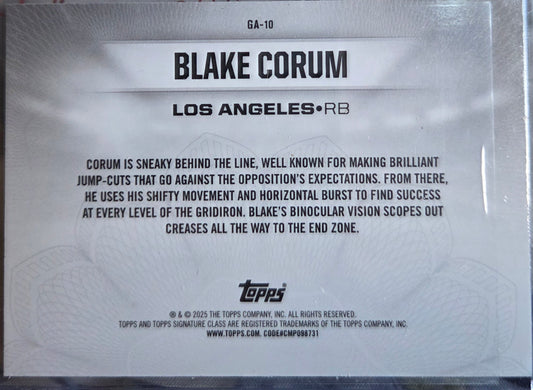 GA-10
BLAKE CORUM
LOS ANGELES•RB
CORUM IS SNEAKY BEHIND THE LINE, WELL KNOWN FOR MAKING BRILLIANT
JUMP-CUTS THAT GO AGAINST THE OPPOSITION'S EXPECTATIONS. FROM THERE,
HE USES HIS SHIFTY MOVEMENT AND HORIZONTAL BURST TO FIND SUCCESS
AT EVERY LEVEL OF THE GRIDIRON. BLAKE'S BINOCULAR VISION SCOPES OUT
CREASES ALL THE WAY TO THE END ZONE.
Topps
® & © 2025 THE TOPPS COMPANY, INC. ALL RIGHTS RESERVED.
TOPPS AND TOPPS SIGNATURE CLASS ARE REGISTERED TRADEMARKS OF THE TOPPS COMPANY, INC.
WWW.TOPPS.COM. CODE#CMP098731